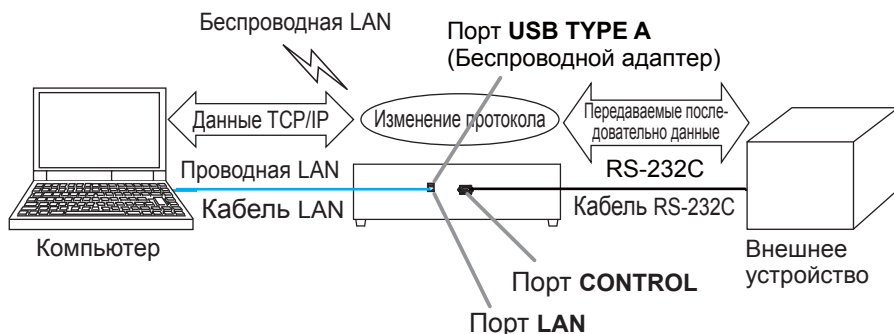 Беспроводная LAN
Порт USB TYPE A
(Беспроводной адаптер)
Данные TCP/IP
Изменение протокола
Передаваемые после-
довательно данные
Проводная LAN
RS-232C
Кабель LAN
Кабель RS-232C
Компьютер
Внешнее
устройство
Порт CONTROL
Порт LAN